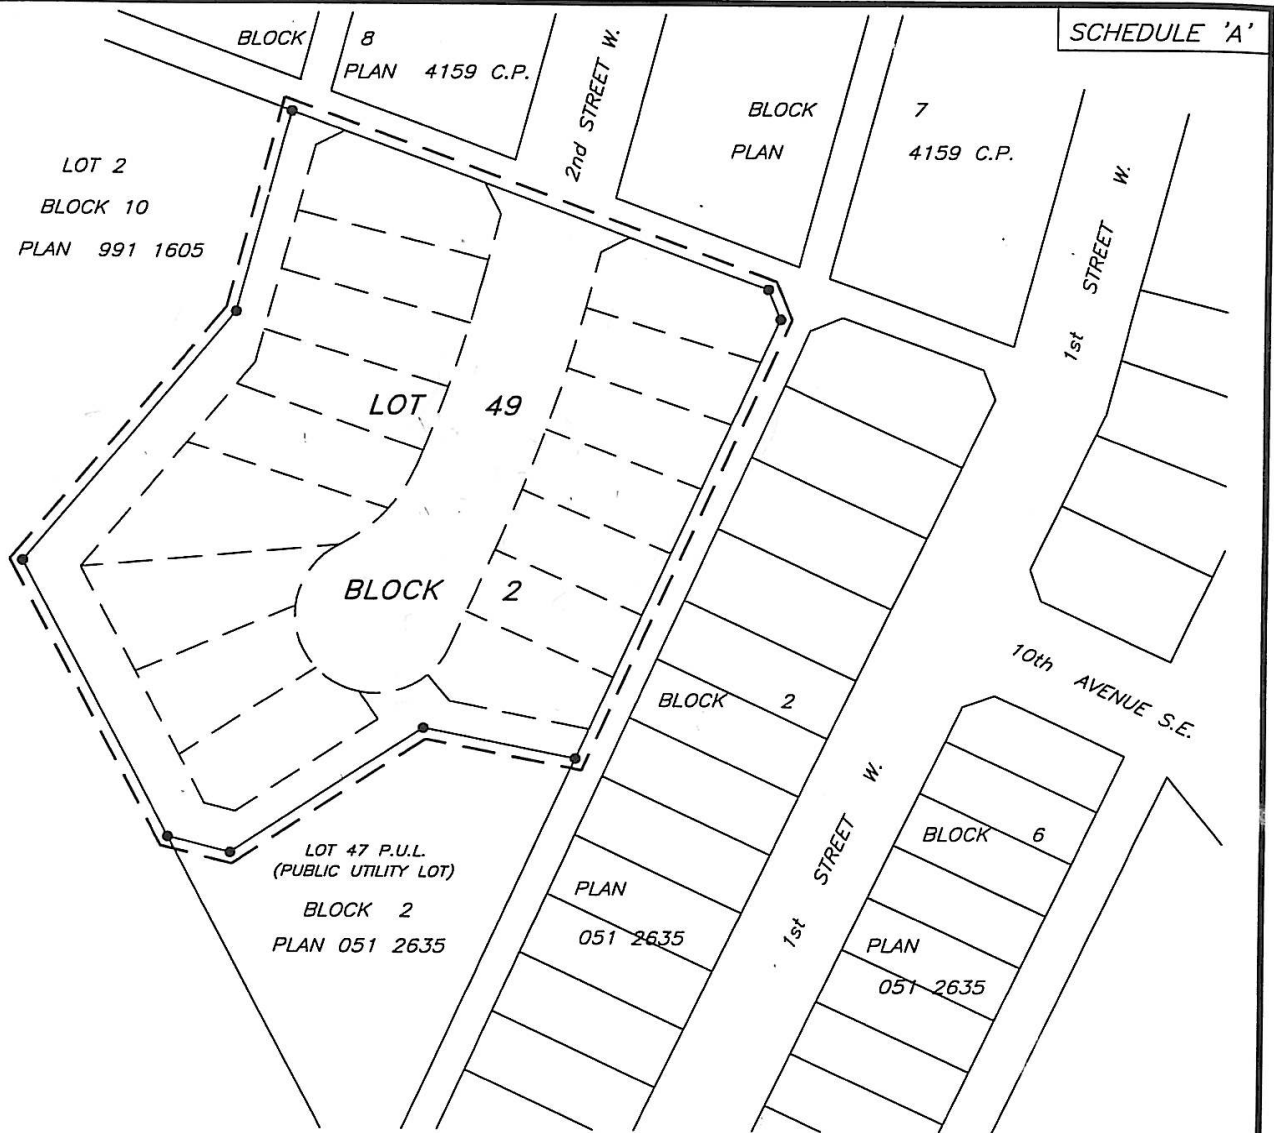 SCHEDULE 'A'
BLOCK 8
PLAN 4159 C.P.
2nd STREET W.
BLOCK 7
PLAN 4159 C.P.
1st STREET W.
LOT 2
BLOCK 10
PLAN 991 1605
LOT 49
BLOCK 2
10th AVENUE S.E.
BLOCK 2
PLAN
051 2635
1st STREET W.
BLOCK 6
PLAN
051 2635
LOT 47 P.U.L.
(PUBLIC UTILITY LOT)
BLOCK 2
PLAN 051 2635